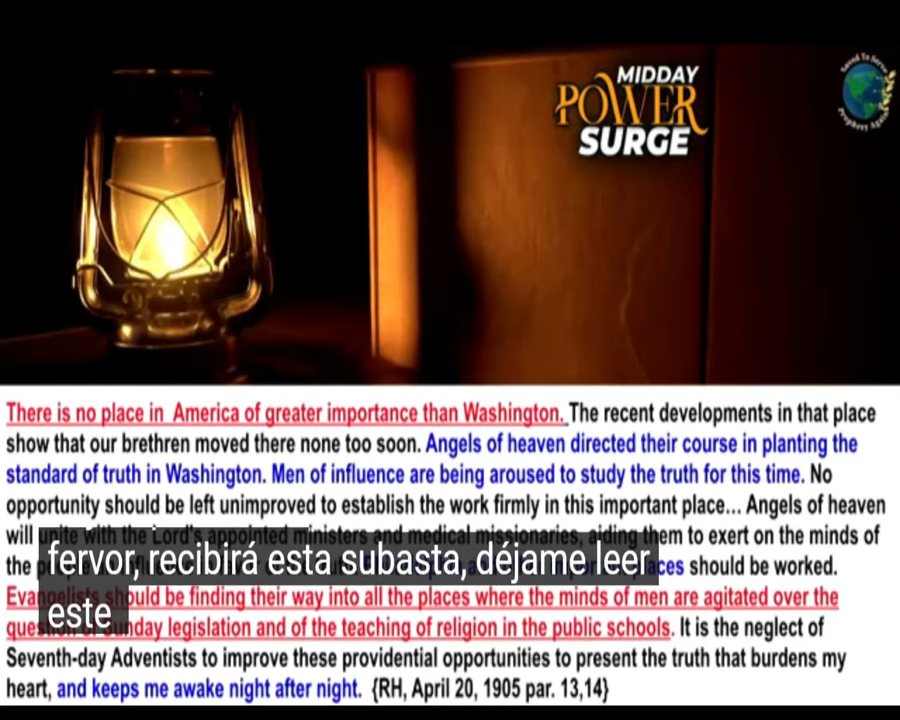 MIDDAY
POWER
SURGE
Saved To Serve
Prophecy Again
There is no place in America of greater importance than Washington. The recent developments in that place
show that our brethren moved there none too soon. Angels of heaven directed their course in planting the
standard of truth in Washington. Men of influence are being aroused to study the truth for this time. No
opportunity should be left unimproved to establish the work firmly in this important place... Angels of heaven
will unite with the Lord's appointed ministers and medical missionaries, aiding them to exert on the minds of
the places should be worked.
fervor, recibirá esta subasta, déjame leer
este
Evangelists should be finding their way into all the places where the minds of men are agitated over the
question of Sunday legislation and of the teaching of religion in the public schools. It is the neglect of
Seventh-day Adventists to improve these providential opportunities to present the truth that burdens my
heart, and keeps me awake night after night. {RH, April 20, 1905 par. 13,14}